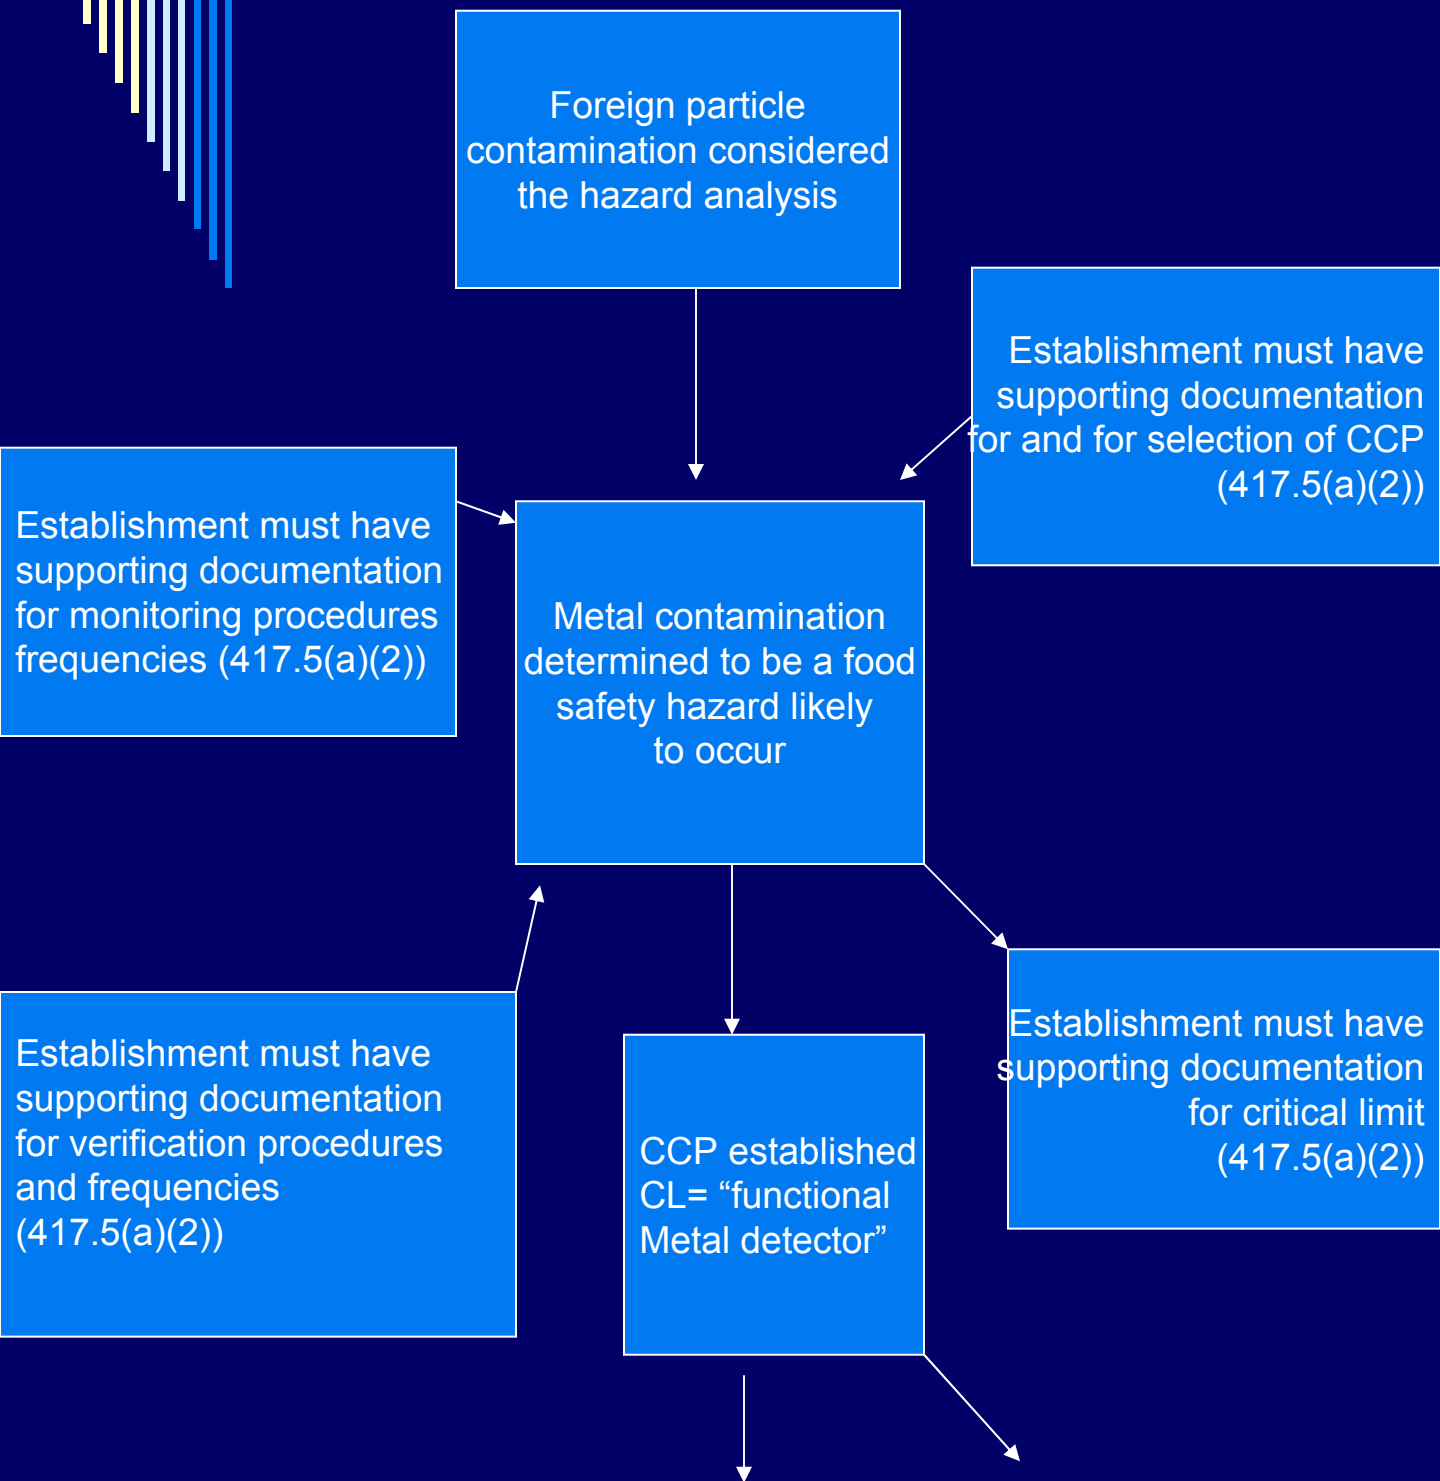 Foreign particle
contamination considered
the hazard analysis
Establishment must have
supporting documentation
for and for selection of CCP
(417.5(a)(2))
Establishment must have
supporting documentation
for monitoring procedures
frequencies (417.5(a)(2))
Metal contamination
determined to be a food
safety hazard likely
to occur
Establishment must have
supporting documentation
for verification procedures
and frequencies
(417.5(a)(2))
CCP established
CL= “functional
Metal detector”
Establishment must have
supporting documentation
for critical limit
(417.5(a)(2))